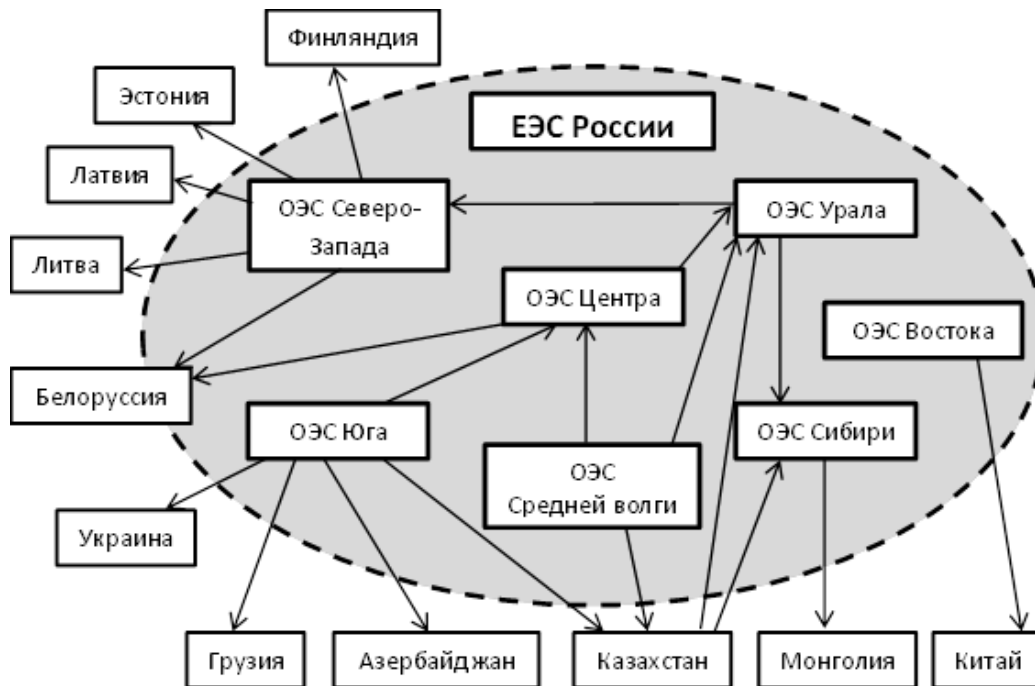 Финляндия
Эстония
ЕЭС России
Латвия
ОЭС Северо-
Запада
ОЭС Урала
Литва
ОЭС Центра
ОЭС Востока
Белоруссия
ОЭС Юга
ОЭС Сибири
ОЭС
Средней волги
Украина
Грузия
Азербайджан
Казахстан
Монголия
Китай